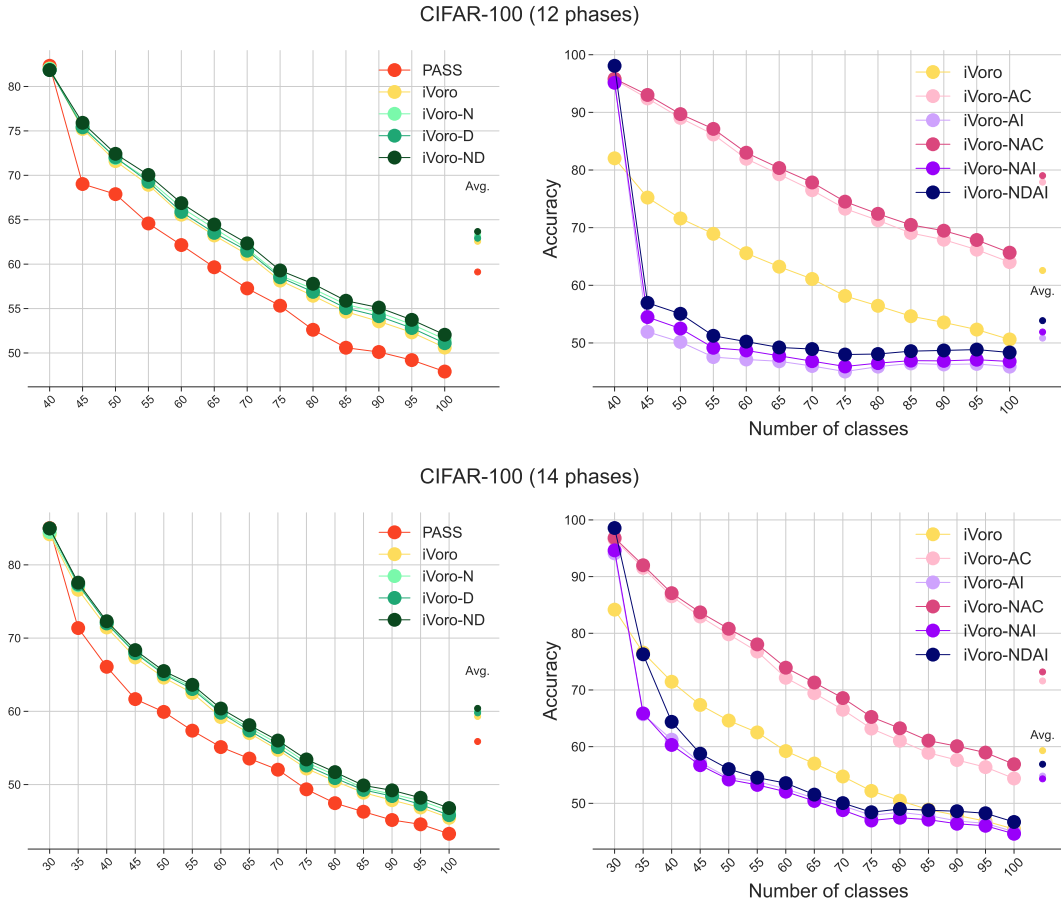 CIFAR-100 (12 phases)
80
75
70
65
60
55
50
40 45 50 55 60 65 70 75 80 85 90 95 100
PASS
iVoro
iVoro-N
iVoro-D
iVoro-ND
Avg.
Accuracy
100
90
80
70
60
50
40 45 50 55 60 65 70 75 80 85 90 95 100
Number of classes
iVoro
iVoro-AC
iVoro-AI
iVoro-NAC
iVoro-NAI
iVoro-NDAI
Avg.
CIFAR-100 (14 phases)
80
70
60
50
30 35 40 45 50 55 60 65 70 75 80 85 90 95 100
PASS
iVoro
iVoro-N
iVoro-D
iVoro-ND
Avg.
Accuracy
100
90
80
70
60
50
30 35 40 45 50 55 60 65 70 75 80 85 90 95 100
Number of classes
iVoro
iVoro-AC
iVoro-AI
iVoro-NAC
iVoro-NAI
iVoro-NDAI
Avg.